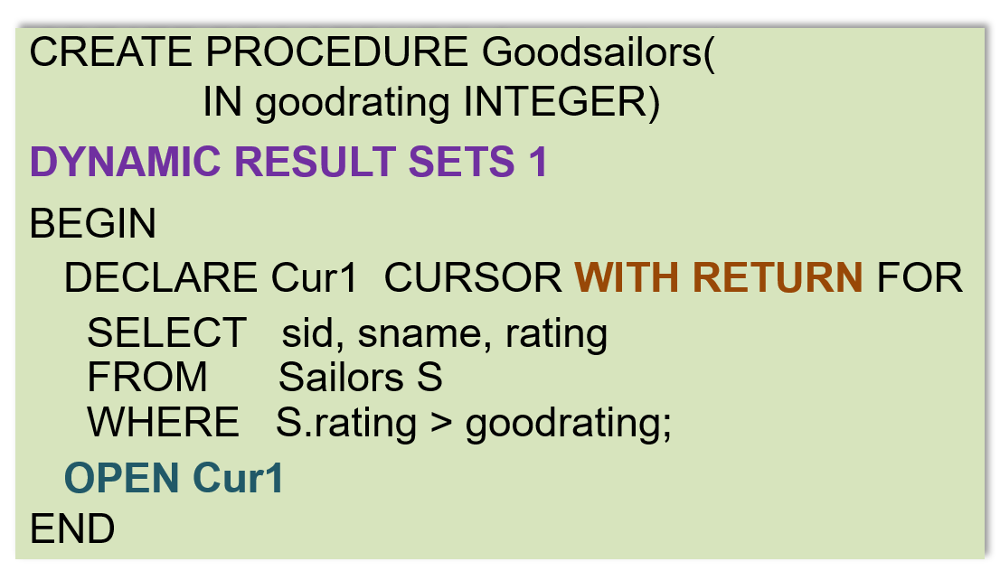 CREATE PROCEDURE Goodsailors(
IN goodrating INTEGER)
DYNAMIC RESULT SETS 1
BEGIN
DECLARE Cur1 CURSOR WITH RETURN FOR
SELECT sid, sname, rating
FROM Sailors S
WHERE S.rating > goodrating;
OPEN Cur1
END